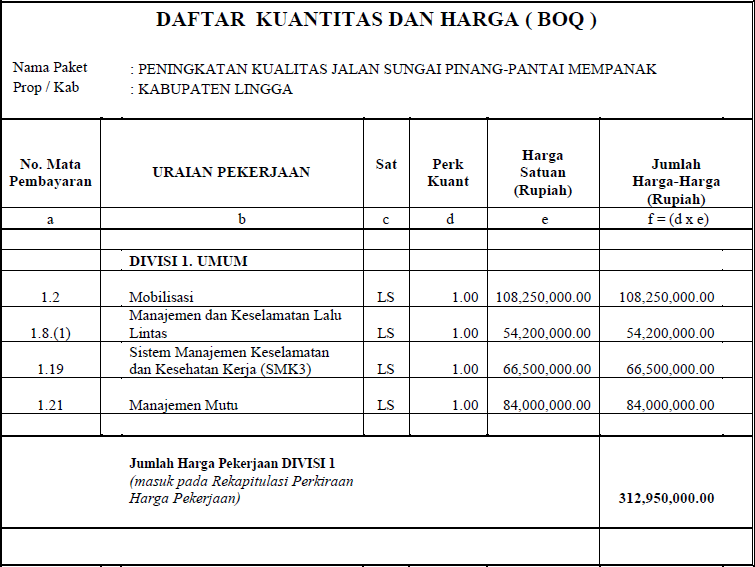 DAFTAR KUANTITAS DAN HARGA ( BOQ )
Nama Paket : PENINGKATAN KUALITAS JALAN SUNGAI PINANG-PANTAI MEMPANAK
Prop / Kab : KABUPATEN LINGGA
No. Mata Pembayaran URAIAN PEKERJAAN Sat Perk Kuant Harga Satuan (Rupiah) Jumlah Harga-Harga (Rupiah)
a b c d e f = (d x e)
DIVISI 1. UMUM
1.2 Mobilisasi LS 1.00 108,250,000.00 108,250,000.00
Manajemen dan Keselamatan Lalu
1.8.(1) Lintas LS 1.00 54,200,000.00 54,200,000.00
Sistem Manajemen Keselamatan
1.19 dan Kesehatan Kerja (SMK3) LS 1.00 66,500,000.00 66,500,000.00
1.21 Manajemen Mutu LS 1.00 84,000,000.00 84,000,000.00
Jumlah Harga Pekerjaan DIVISI 1
(masuk pada Rekapitulasi Perkiraan
Harga Pekerjaan) 312,950,000.00